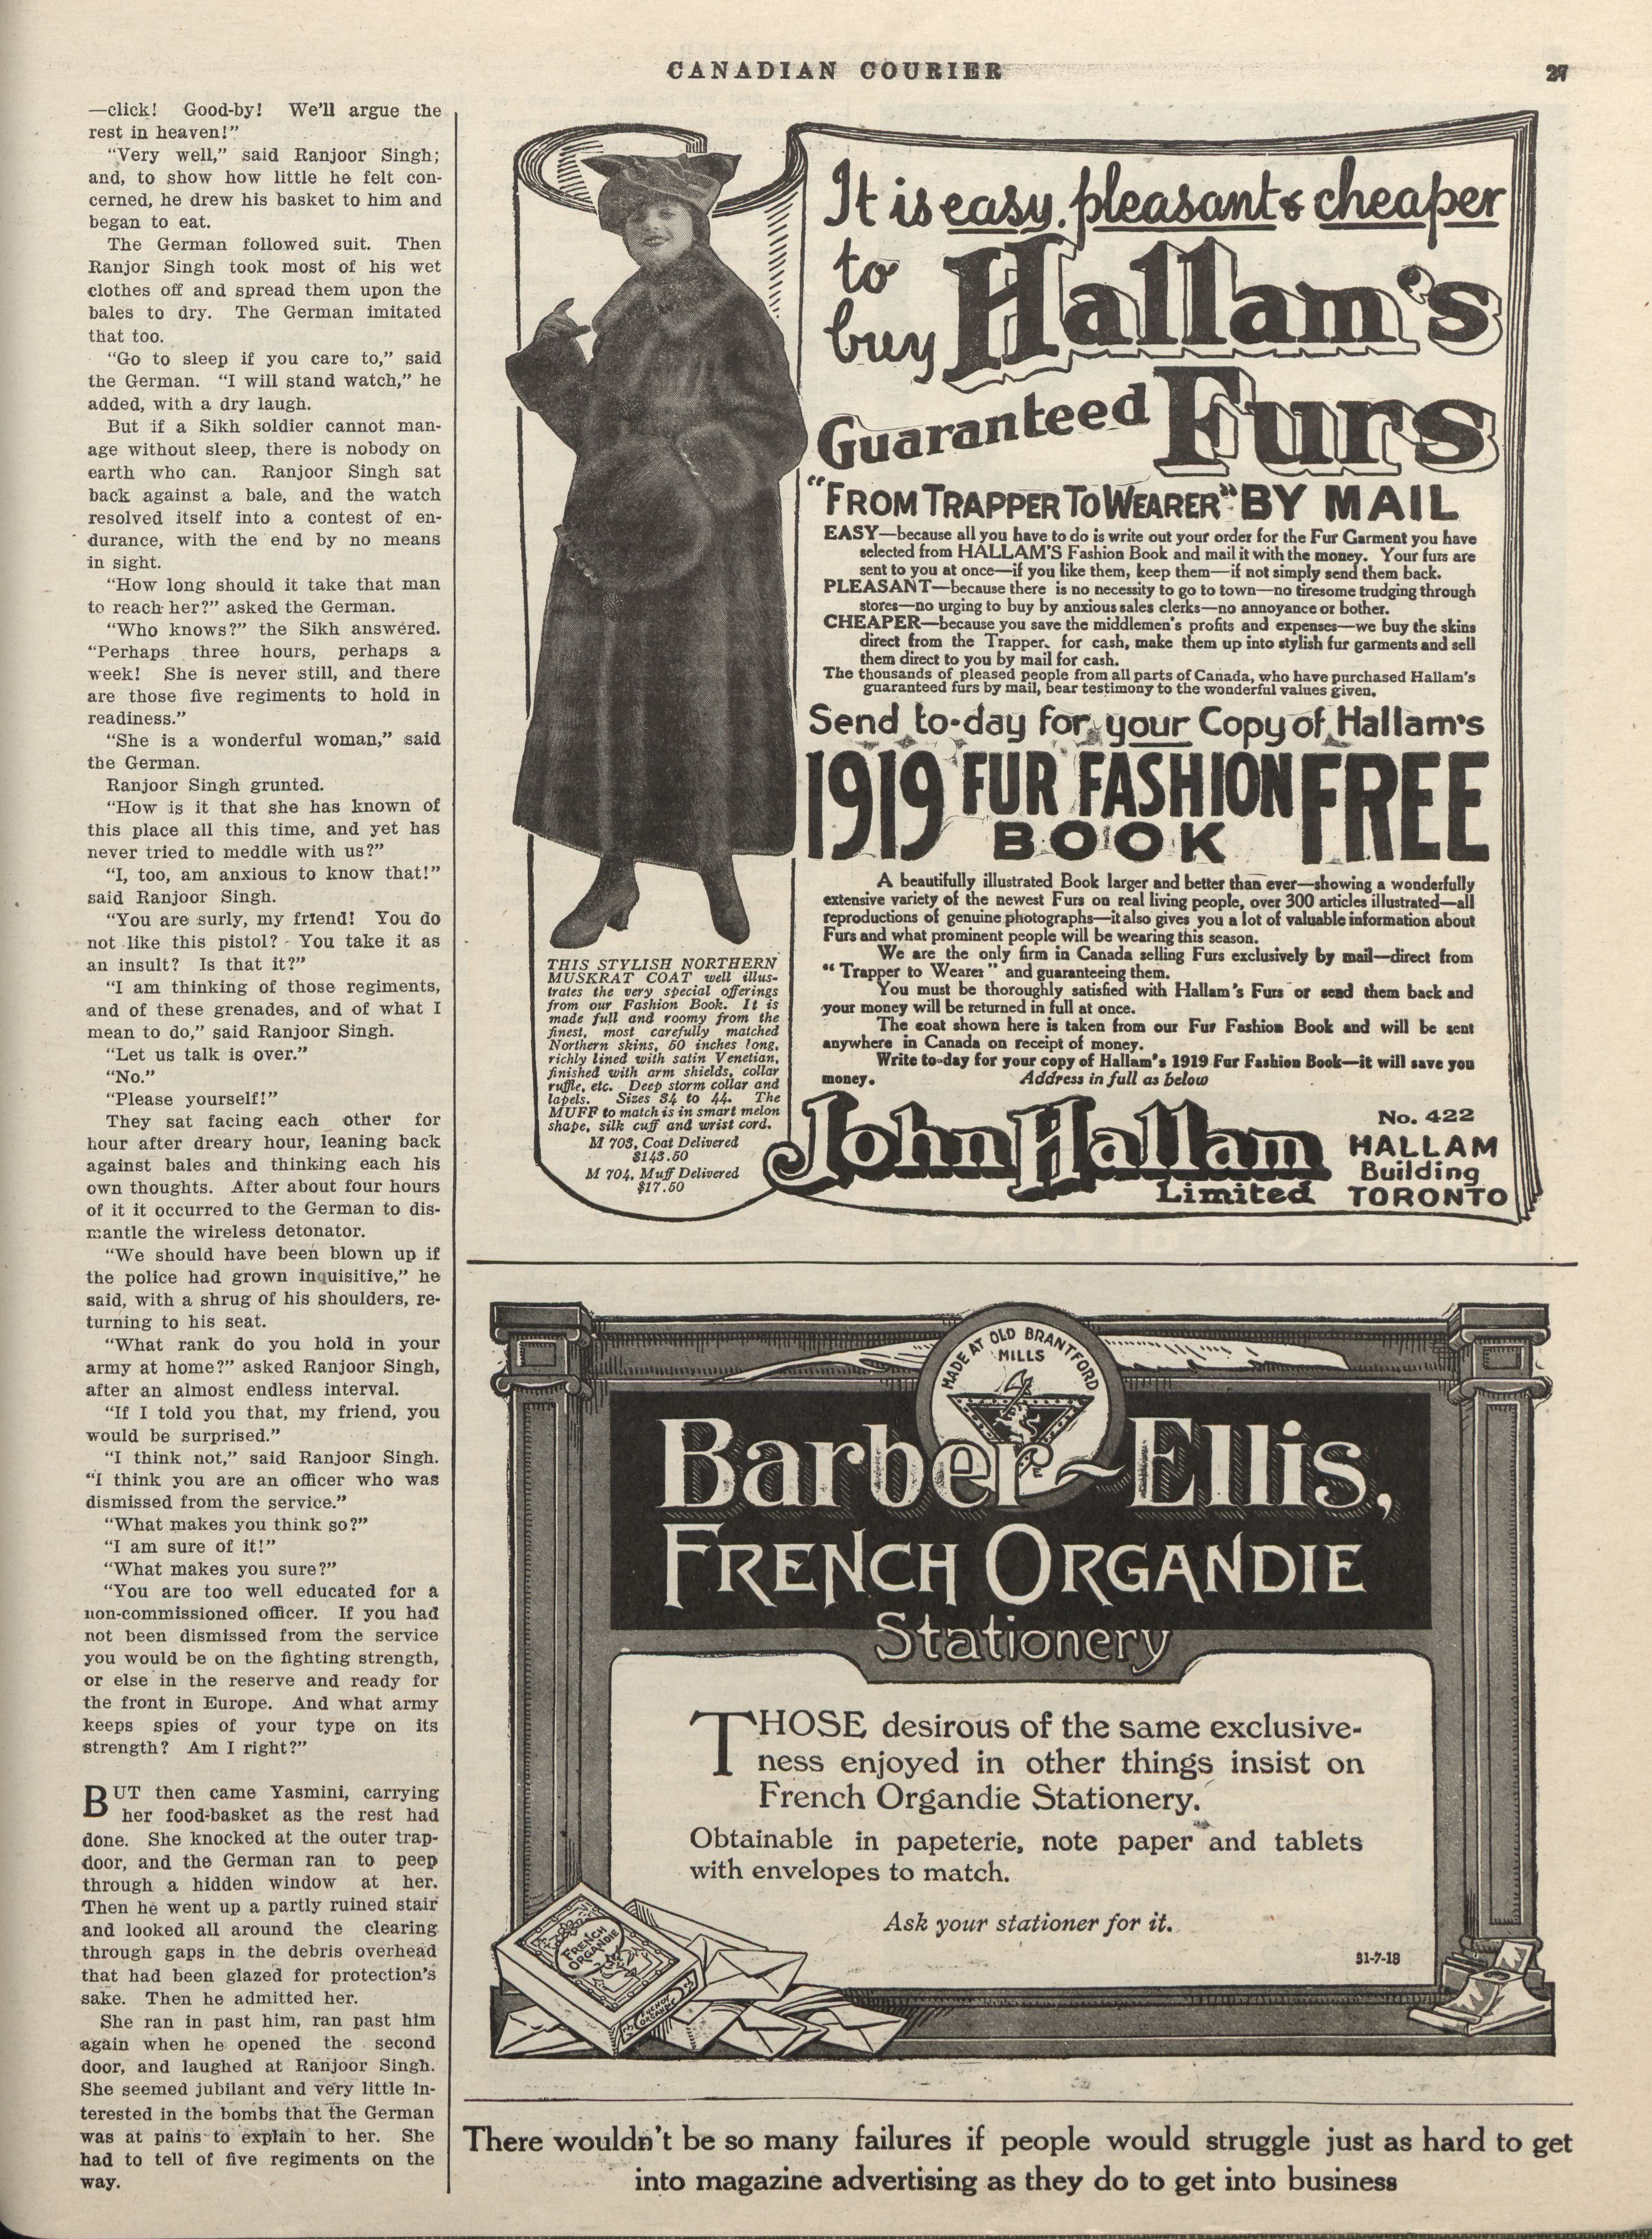 CANADIAN COURIER
27
—click! Good-by! We'll argue the
rest in heaven!”
“Very well,” said Ranjoor Singh;
and, to show how little he felt con-
cerned, he drew his basket to him and
began to eat.
The German followed suit. Then
Ranjor Singh took most of his wet
clothes off and spread them upon the
bales to dry. The German imitated
that too.
“Go to sleep if you care to,” said
the German. “I will stand watch,” he
added, with a dry laugh.
But if a Sikh soldier cannot man-
age without sleep, there is nobody on
earth who can. Ranjoor Singh sat
back against a bale, and the watch
resolved itself into a contest of en-
durance, with the end by no means
in sight.
“How long should it take that man
to reach her?” asked the German.
“Who knows?” the Sikh answered.
“Perhaps three hours, perhaps a
week! She is never still, and there
are those five regiments to hold in
readiness.”
“She is a wonderful woman,” said
the German.
Ranjoor Singh grunted.
“How is it that she has known of
this place all this time, and yet has
never tried to meddle with us?”
“I, too, am anxious to know that!”
said Ranjoor Singh.
“You are surly, my friend! You do
not like this pistol? You take it as
an insult? Is that it?”
“I am thinking of those regiments,
and of these grenades, and of what I
mean to do,” said Ranjoor Singh.
“Let us talk is over.”
“No.”
“Please yourself!”
They sat facing each other for
hour after dreary hour, leaning back
against bales and thinking each his
own thoughts. After about four hours
of it it occurred to the German to dis-
mantle the wireless detonator.
“We should have been blown up if
the police had grown inquisitive,” he
said, with a shrug of his shoulders, re-
turning to his seat.
“What rank do you hold in your
army at home?” asked Ranjoor Singh,
after an almost endless interval.
“If I told you that, my friend, you
would be surprised.”
“I think not,” said Ranjoor Singh.
“I think you are an officer who was
dismissed from the service.”
“What makes you think so?”
“I am sure of it!”
“What makes you sure?”
“You are too well educated for a
non-commissioned officer. If you had
not been dismissed from the service
you would be on the fighting strength,
or else in the reserve and ready for
the front in Europe. And what army
keeps spies of your type on its
strength? Am I right?”
BUT then came Yasmini, carrying
her food-basket as the rest had
done. She knocked at the outer trap-
door, and the German ran to peep
through a hidden window at her.
Then he went up a partly ruined stair
and looked all around the clearing
through gaps in the debris overhead
that had been glazed for protection's
sake. Then he admitted her.
She ran in past him, ran past him
again when he opened the second
door, and laughed at Ranjoor Singh.
She seemed jubilant and very little in-
terested in the bombs that the German
was at pains to explain to her. She
had to tell of five regiments on the
way.
It is easy, pleasant & cheaper
to
buy
Hallam's
Guaranteed Furs
“FROM TRAPPER TO WEARER” BY MAIL
EASY—because all you have to do is write out your order for the Fur Garment you have
selected from HALLAM'S Fashion Book and mail it with the money. Your furs are
sent to you at once—if you like them, keep them—if not simply send them back.
PLEASANT—because there is no necessity to go to town—no tiresome trudging through
stores—no urging to buy by anxious sales clerks—no annoyance or bother.
CHEAPER—because you save the middlemen's profits and expenses—we buy the skins
direct from the Trapper, for cash, make them up into stylish fur garments and sell
them direct to you by mail for cash.
The thousands of pleased people from all parts of Canada, who have purchased Hallam's
guaranteed furs by mail, bear testimony to the wonderful values given.
Send to-day for your Copy of Hallam's
1919 FUR FASHION BOOK FREE
A beautifully illustrated Book larger and better than ever—showing a wonderfully
extensive variety of the newest Furs on real living people, over 300 articles illustrated—all
reproductions of genuine photographs—it also gives you a lot of valuable information about
Furs and what prominent people will be wearing this season.
We are the only firm in Canada selling Furs exclusively by mail—direct from
“Trapper to Wearer” and guaranteeing them.
You must be thoroughly satisfied with Hallam's Furs or send them back and
your money will be returned in full at once.
The coat shown here is taken from our Fur Fashion Book and will be sent
anywhere in Canada on receipt of money.
Write to-day for your copy of Hallam's 1919 Fur Fashion Book—it will save you
money. Address in full as below
THIS STYLISH NORTHERN
MUSKRAT COAT well illus-
trates the very special offerings
from our Fashion Book. It is
made full and roomy from the
finest, most carefully matched
Northern skins, 50 inches long,
richly lined with satin Venetian,
finished with arm shields, collar
ruffle, etc. Deep storm collar and
lapels. Sizes 34 to 44. The
MUFF to match is in smart melon
shape, silk cuff and wrist cord.
M 703, Coat Delivered
$143.50
M 704, Muff Delivered
$17.50
John Hallam
Limited
No. 422
HALLAM
Building
TORONTO
MADE AT OLD BRANTFORD
MILLS
Barber Ellis,
FRENCH ORGANDIE
Stationery
THOSE desirous of the same exclusive-
ness enjoyed in other things insist on
French Organdie Stationery.
Obtainable in papeterie, note paper and tablets
with envelopes to match.
Ask your stationer for it.
31-7-18
FRENCH
ORGANDIE
FRENCH
ORGANDIE
There wouldn't be so many failures if people would struggle just as hard to get
into magazine advertising as they do to get into business